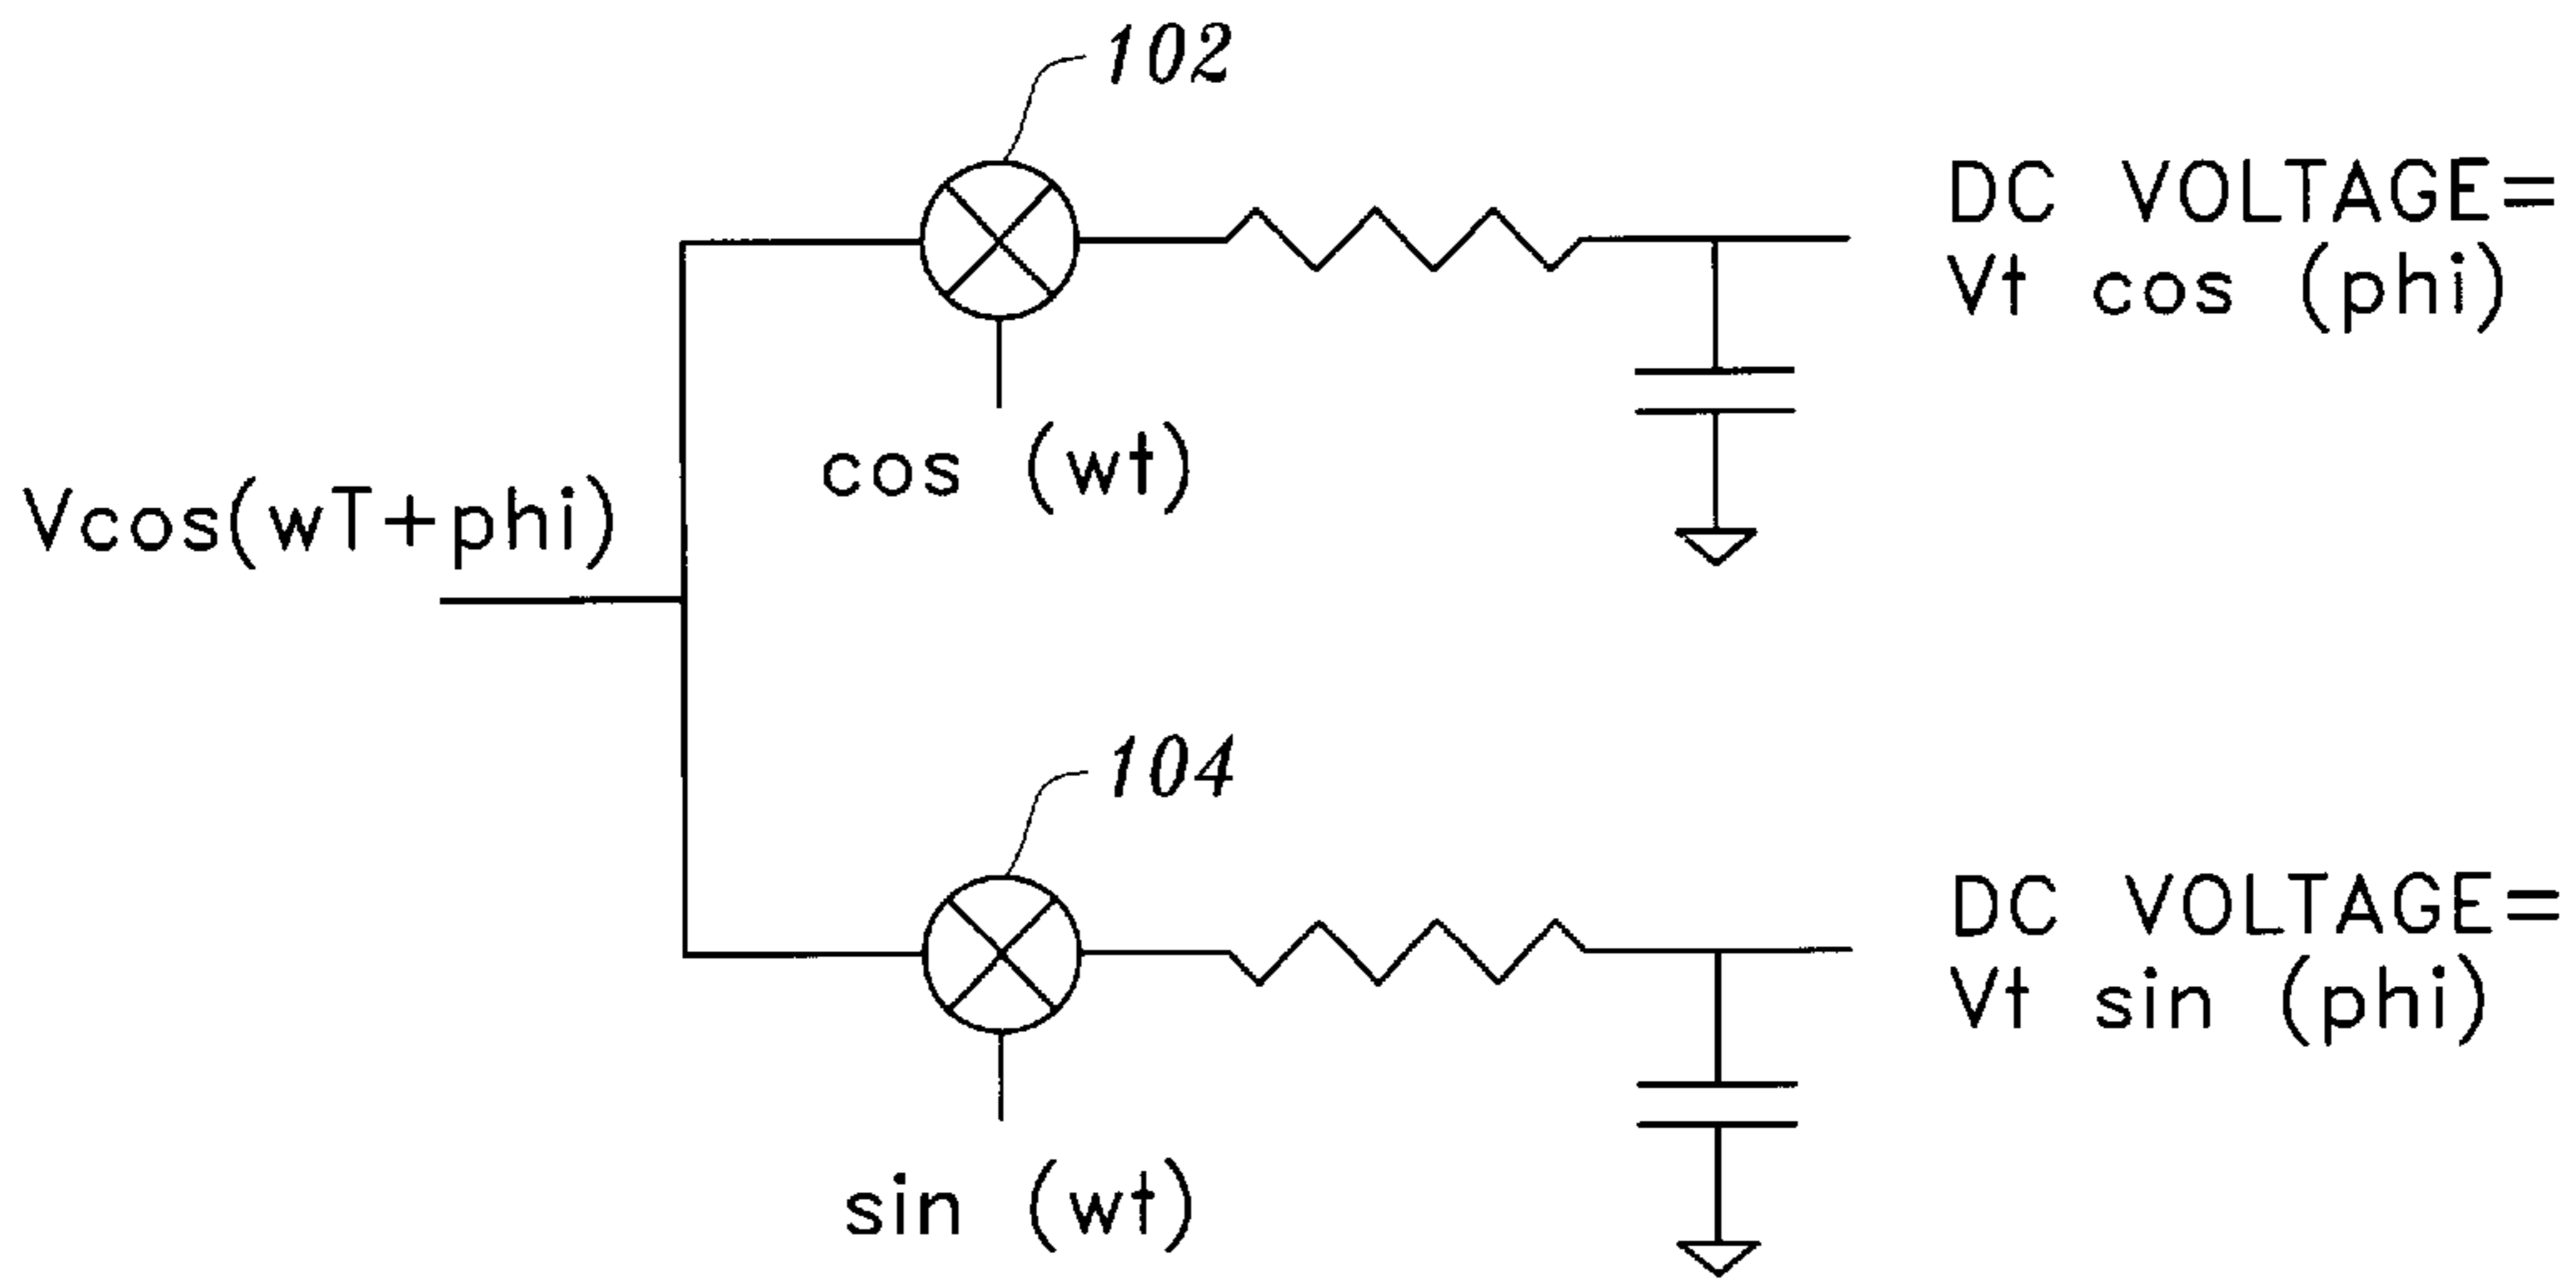 102
DC VOLTAGE=
Vt cos (phi)
cos (wt)
Vcos(wT+phi)
104
DC VOLTAGE=
Vt sin (phi)
sin (wt)